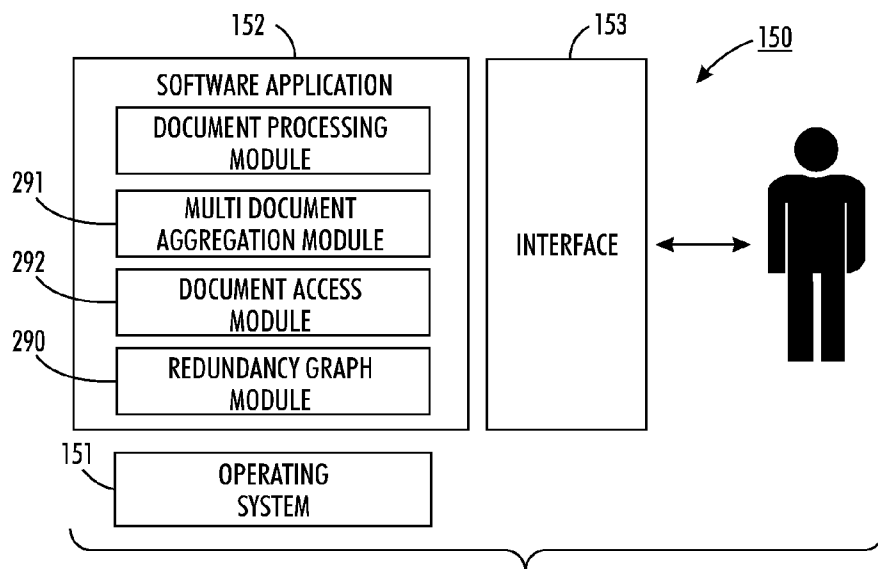 152
153
150
SOFTWARE APPLICATION
DOCUMENT PROCESSING
MODULE
291
MULTI DOCUMENT
AGGREGATION MODULE
INTERFACE
292
DOCUMENT ACCESS
MODULE
290
REDUNDANCY GRAPH
MODULE
151
OPERATING
SYSTEM